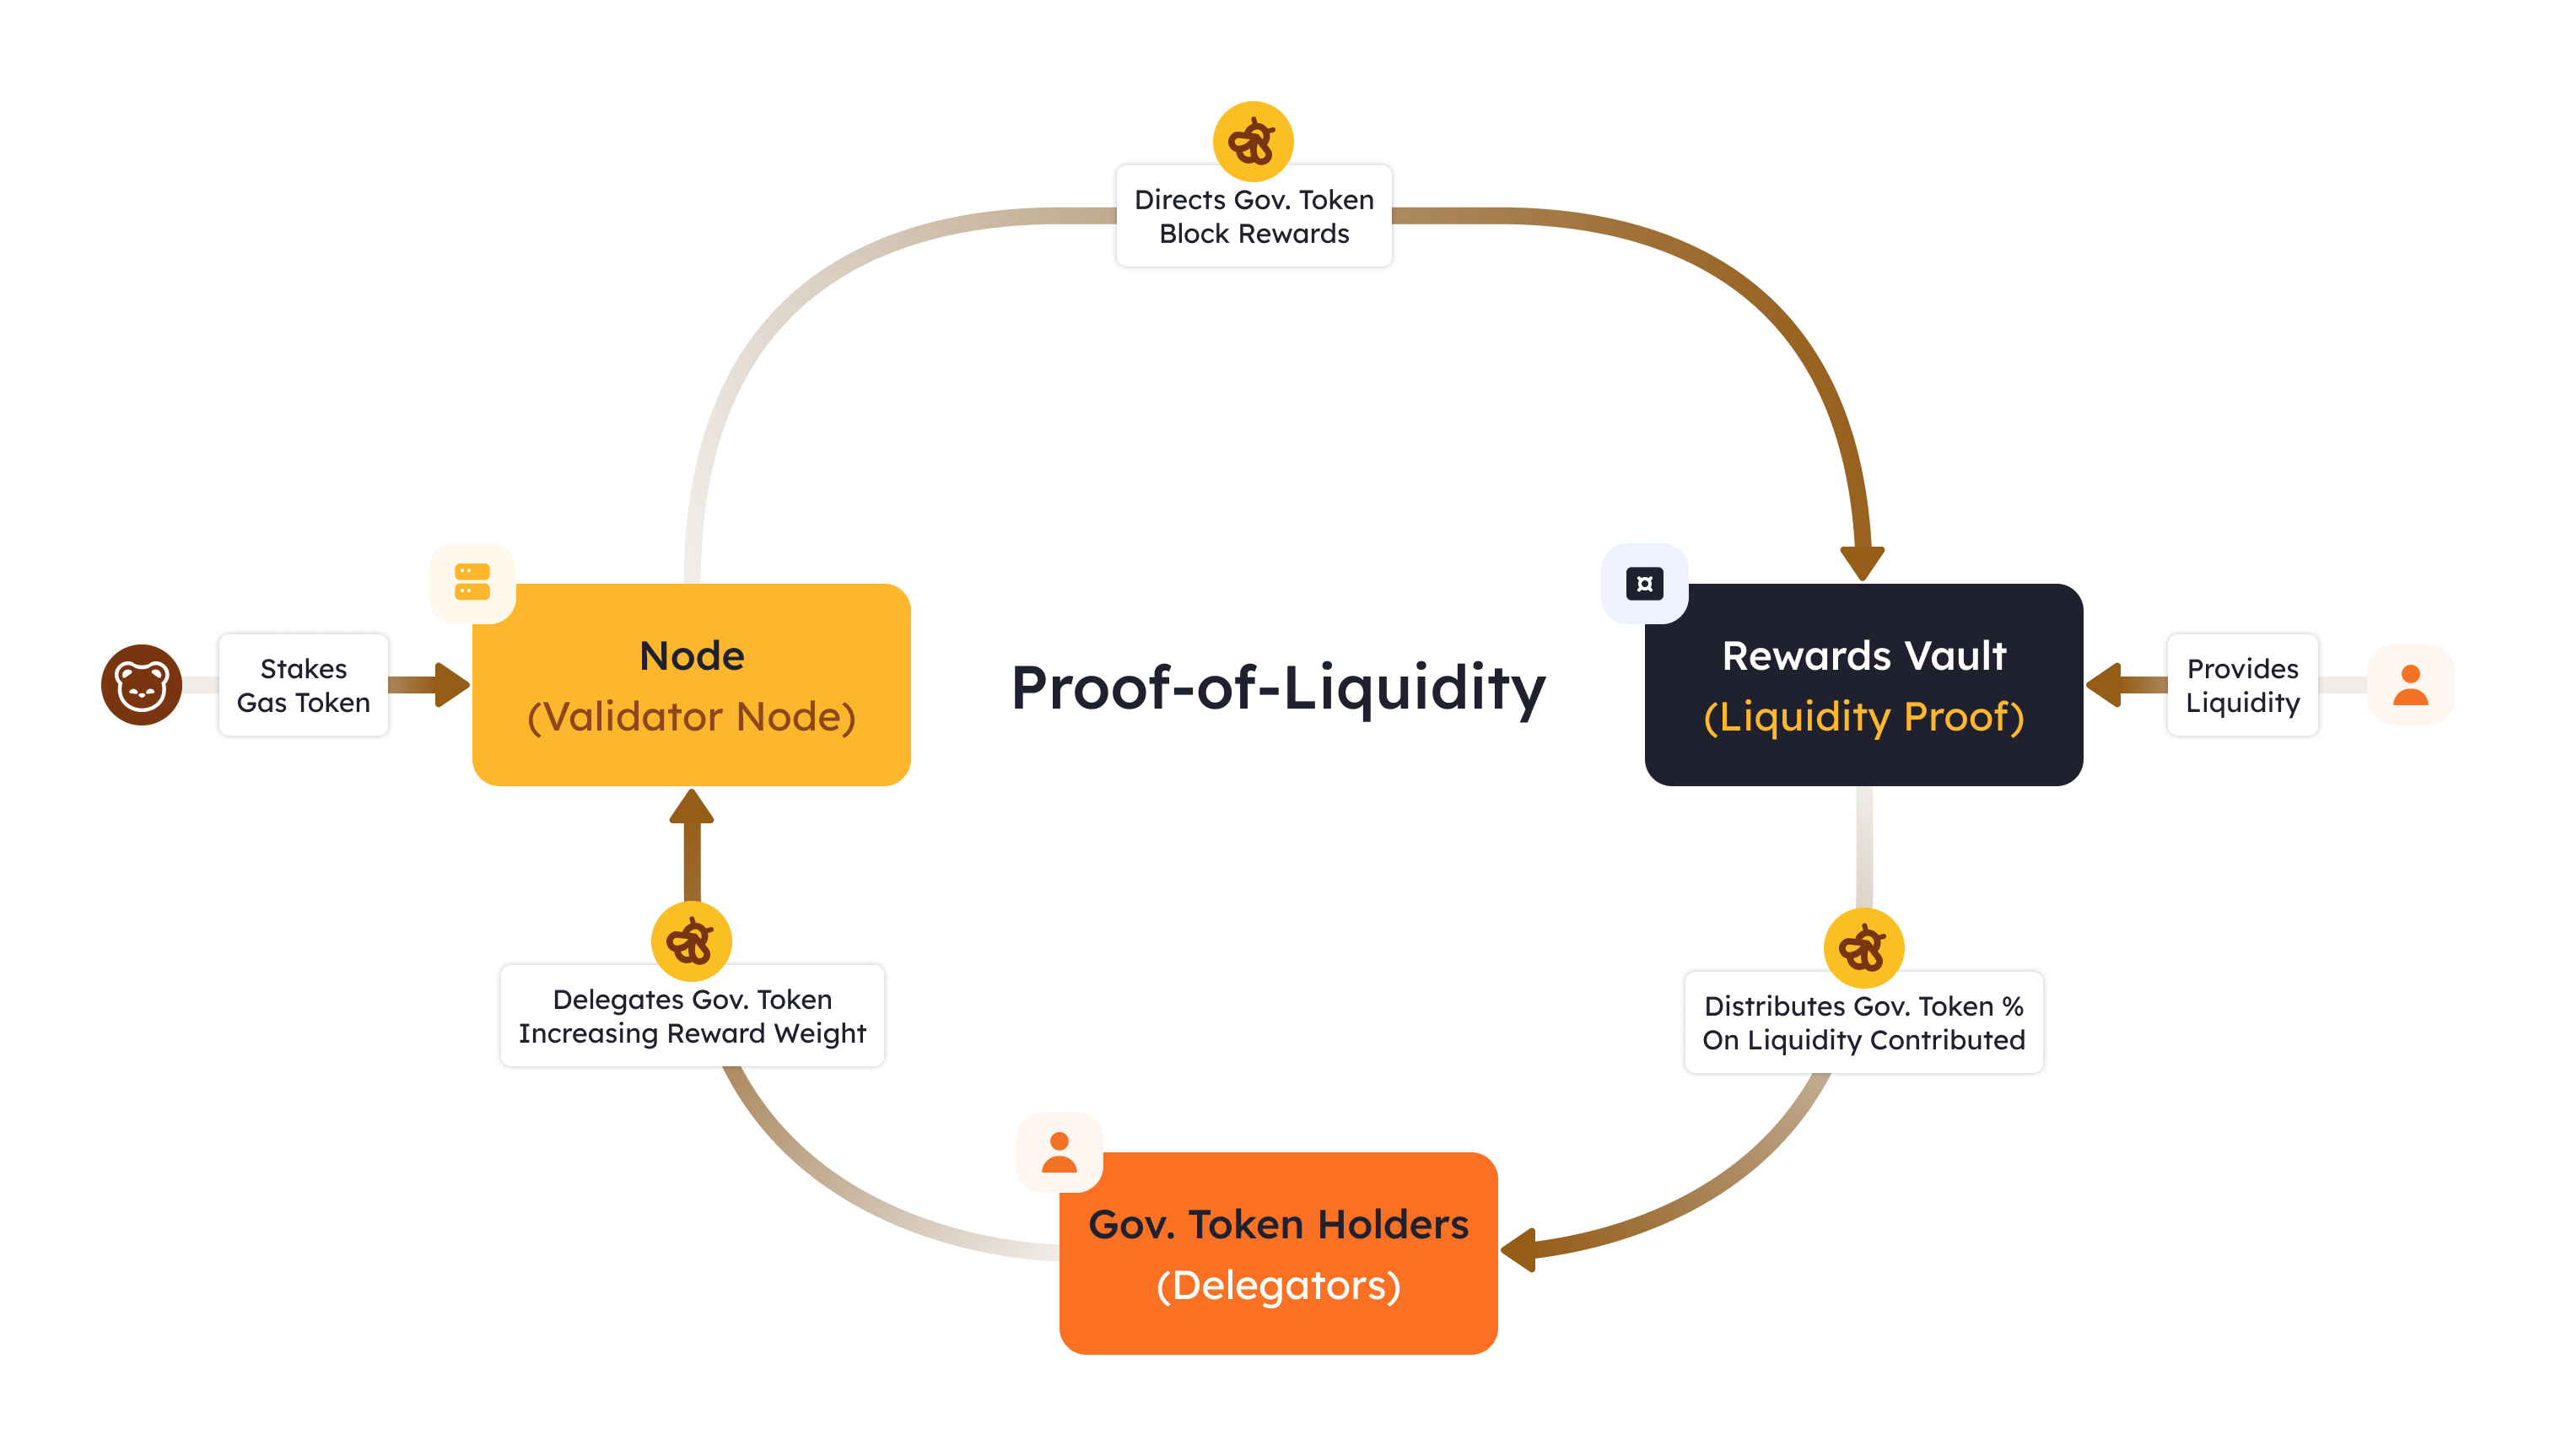 Directs Gov. Token
Block Rewards
Stakes
Gas Token
Node
(Validator Node)
Proof-of-Liquidity
Rewards Vault
(Liquidity Proof)
Provides
Liquidity
Delegates Gov. Token
Increasing Reward Weight
Distributes Gov. Token %
On Liquidity Contributed
Gov. Token Holders
(Delegators)